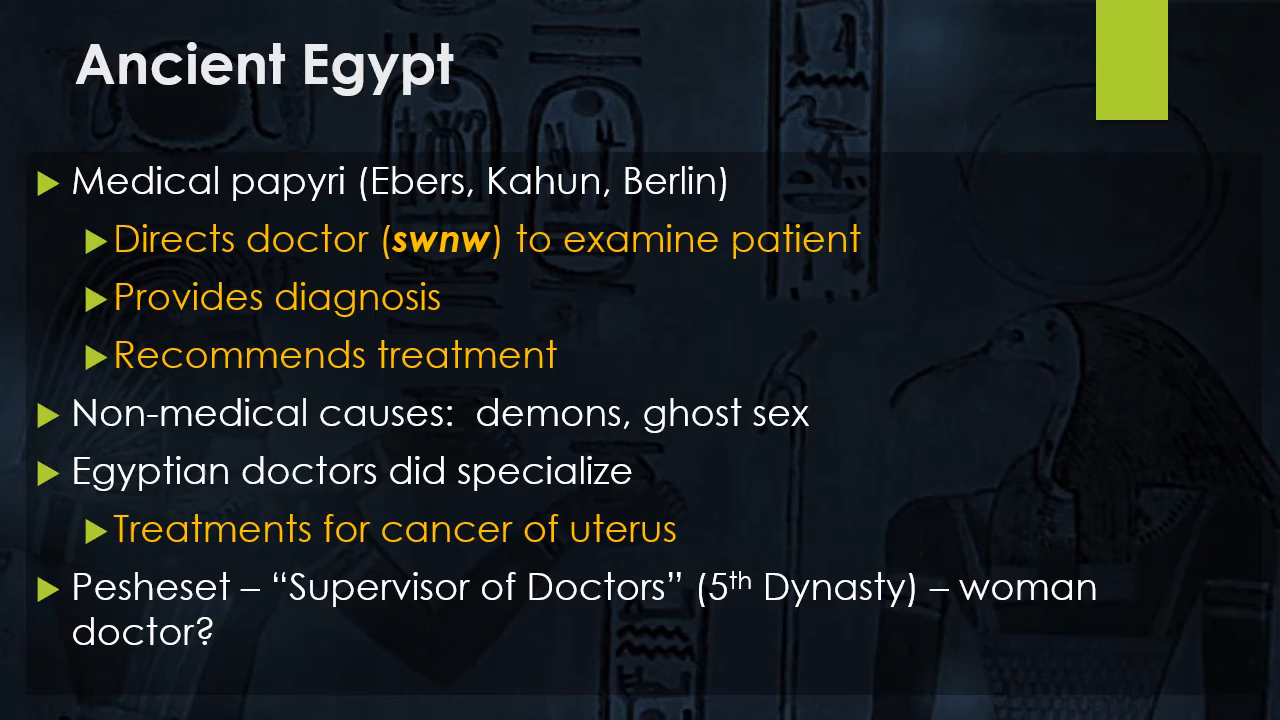 Ancient Egypt
Medical papyri (Ebers, Kahun, Berlin)
Directs doctor (swnw) to examine patient
Provides diagnosis
Recommends treatment
Non-medical causes:  demons, ghost sex
Egyptian doctors did specialize
Treatments for cancer of uterus
Pesheset – “Supervisor of Doctors” (5th Dynasty) – woman
doctor?